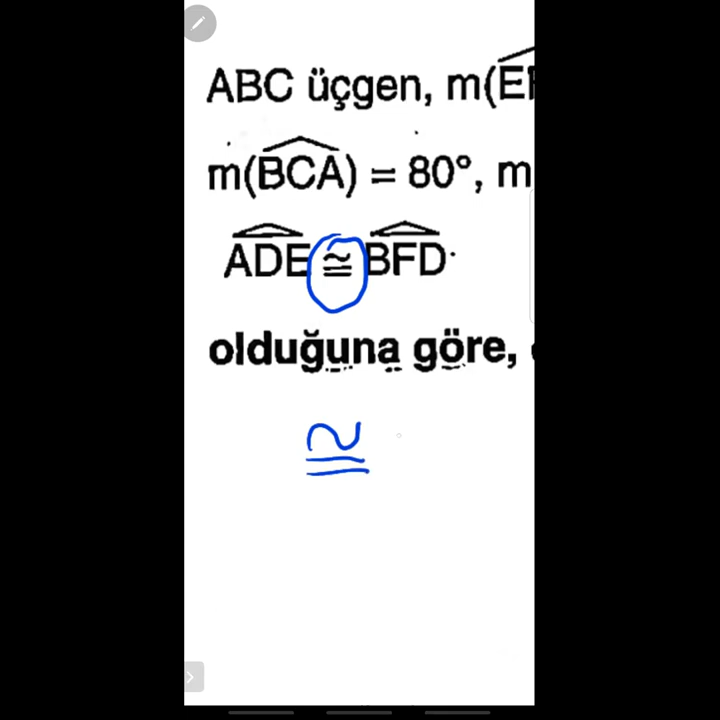 ABC üçgen, m(E
m(BCA) = 80°, m
ADE ≅ BFD
olduğuna göre,
≅